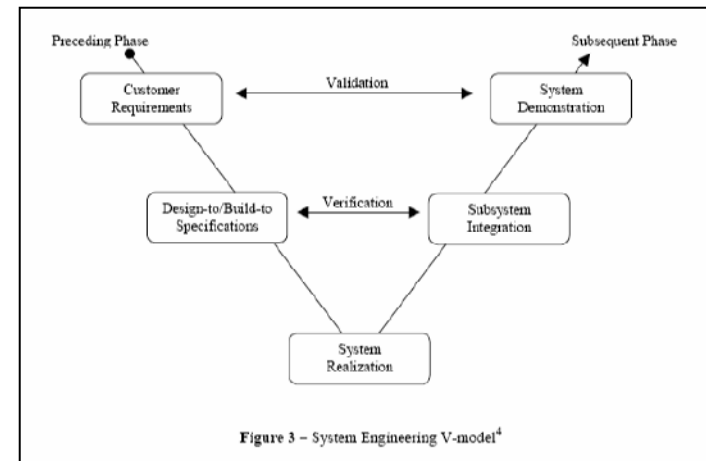 Preceding Phase
Subsequent Phase
Customer
Requirements
Validation
System
Demonstration
Design-to/Build-to
Specifications
Verification
Subsystem
Integration
System
Realization
Figure 3 – System Engineering V-model⁴